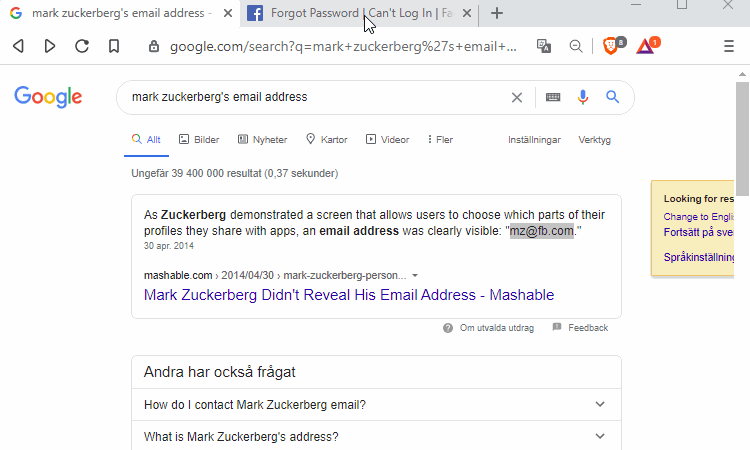 mark zuckerberg's email address -
Forgot Password | Can't Log In | Fa
google.com/search?q=mark+zuckerberg%27s+email+...
8
1
Google
mark zuckerberg's email address
Allt
Bilder
Nyheter
Kartor
Videor
Fler
Inställningar
Verktyg
Ungefär 39 400 000 resultat (0,37 sekunder)
As Zuckerberg demonstrated a screen that allows users to choose which parts of their
profiles they share with apps, an email address was clearly visible: "mz@fb.com."
30 apr. 2014
mashable.com › 2014/04/30 › mark-zuckerberg-person...
Mark Zuckerberg Didn't Reveal His Email Address - Mashable
Om utvalda utdrag
Feedback
Andra har också frågat
How do I contact Mark Zuckerberg email?
What is Mark Zuckerberg's address?
Looking for res
Change to Engli
Fortsätt på sve
Språkinställning